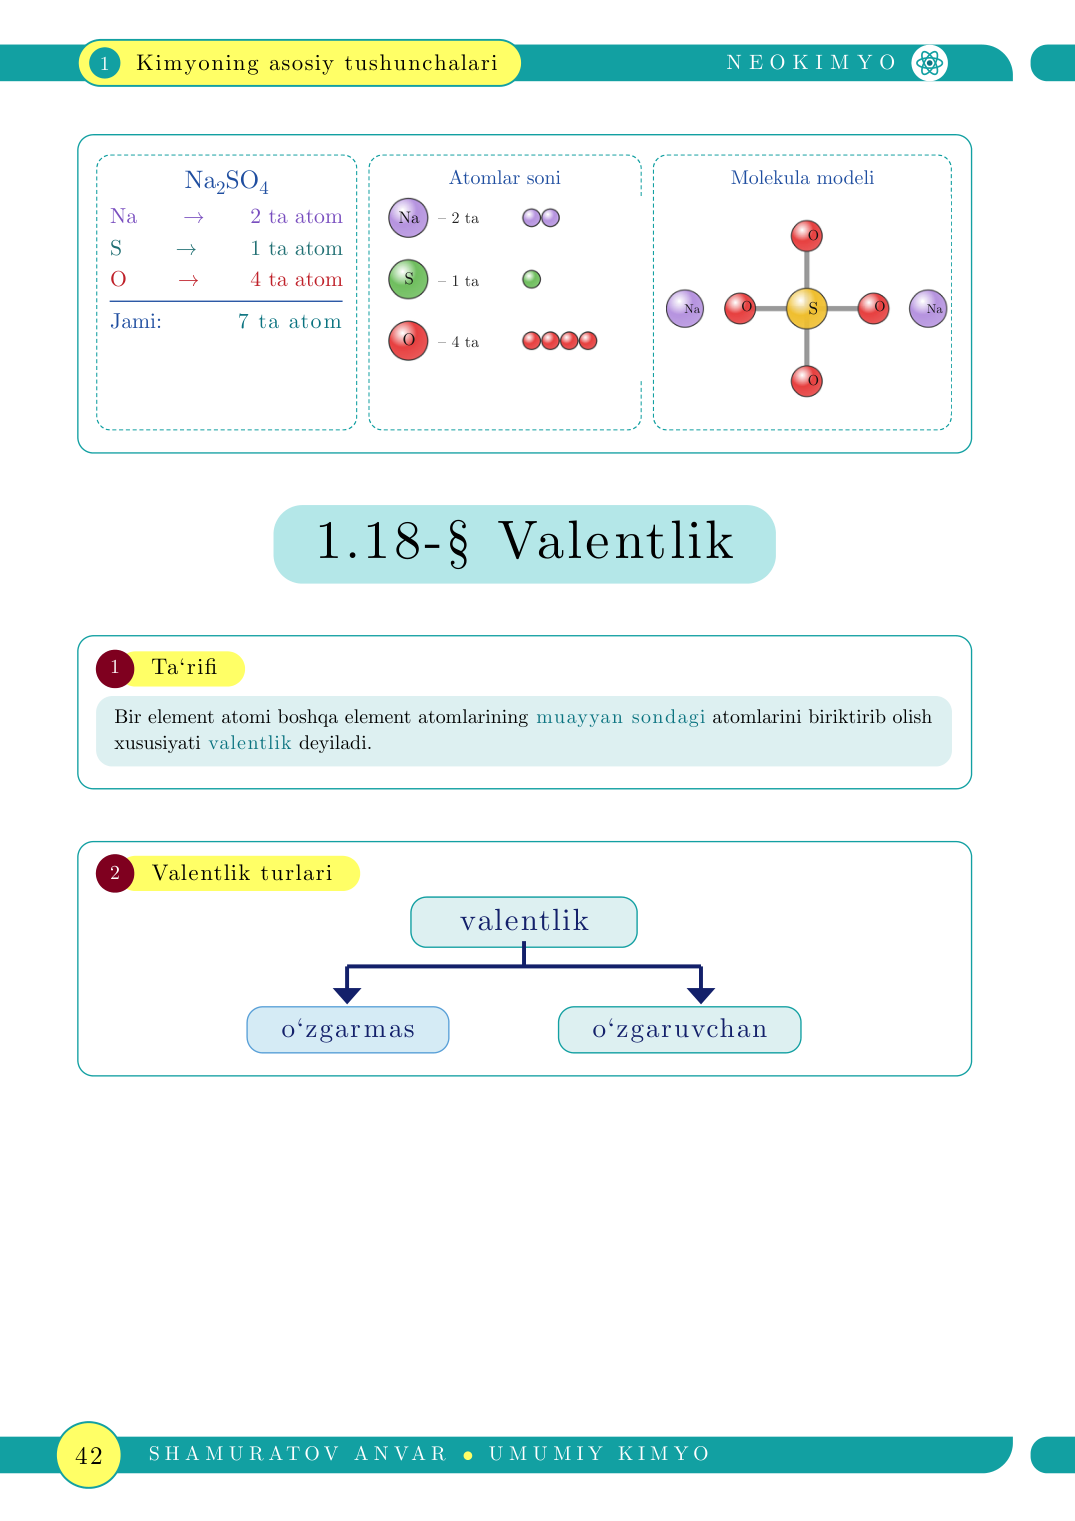 1 Kimyoning asosiy tushunchalari
NEOKIMYO
Na₂SO₄
Na → 2 ta atom
S → 1 ta atom
O → 4 ta atom
Jami: 7 ta atom
Atomlar soni
Na – 2 ta
S – 1 ta
O – 4 ta
Molekula modeli
O
Na O S O Na
O
1.18-§ Valentlik
1 Ta‘rifi
Bir element atomi boshqa element atomlarining muayyan sondagi atomlarini biriktirib olish
xususiyati valentlik deyiladi.
2 Valentlik turlari
valentlik
o‘zgarmas o‘zgaruvchan
42 SHAMURATOV ANVAR • UMUMIY KIMYO